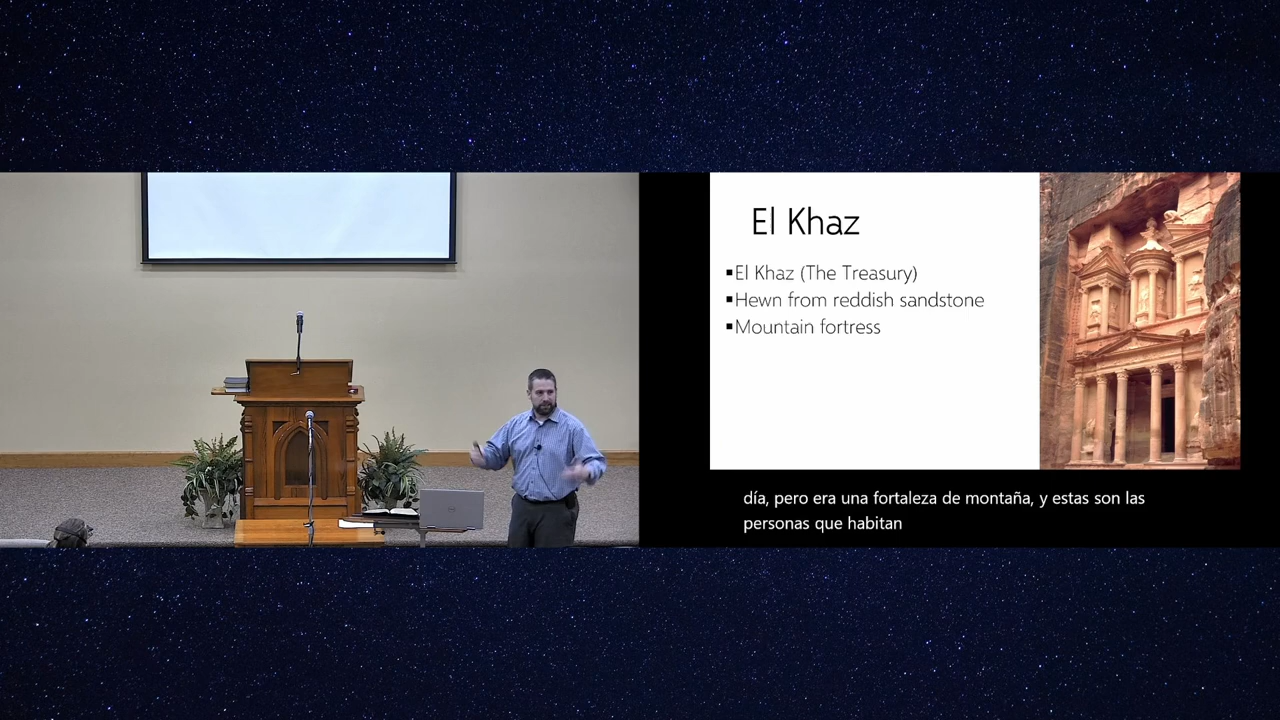 El Khaz
▪El Khaz (The Treasury)
▪Hewn from reddish sandstone
▪Mountain fortress
día, pero era una fortaleza de montaña, y estas son las
personas que habitan